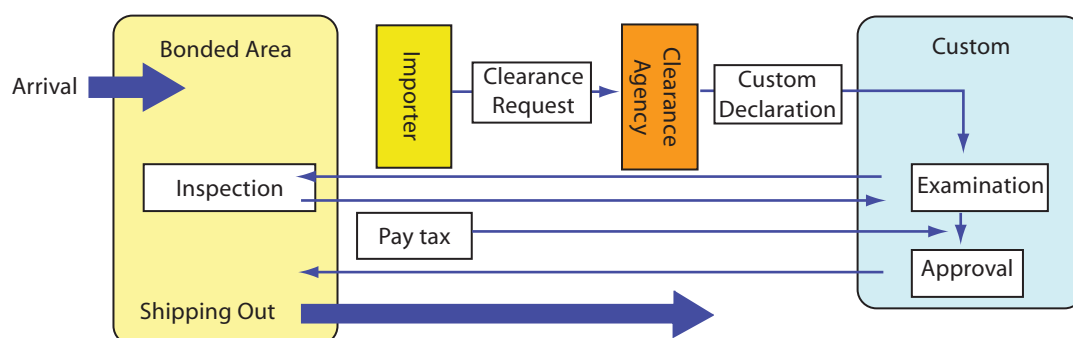 Bonded Area
Arrival
Importer
Clearance
Request
Clearance
Agency
Custom
Declaration
Custom
Inspection
Examination
Pay tax
Approval
Shipping Out